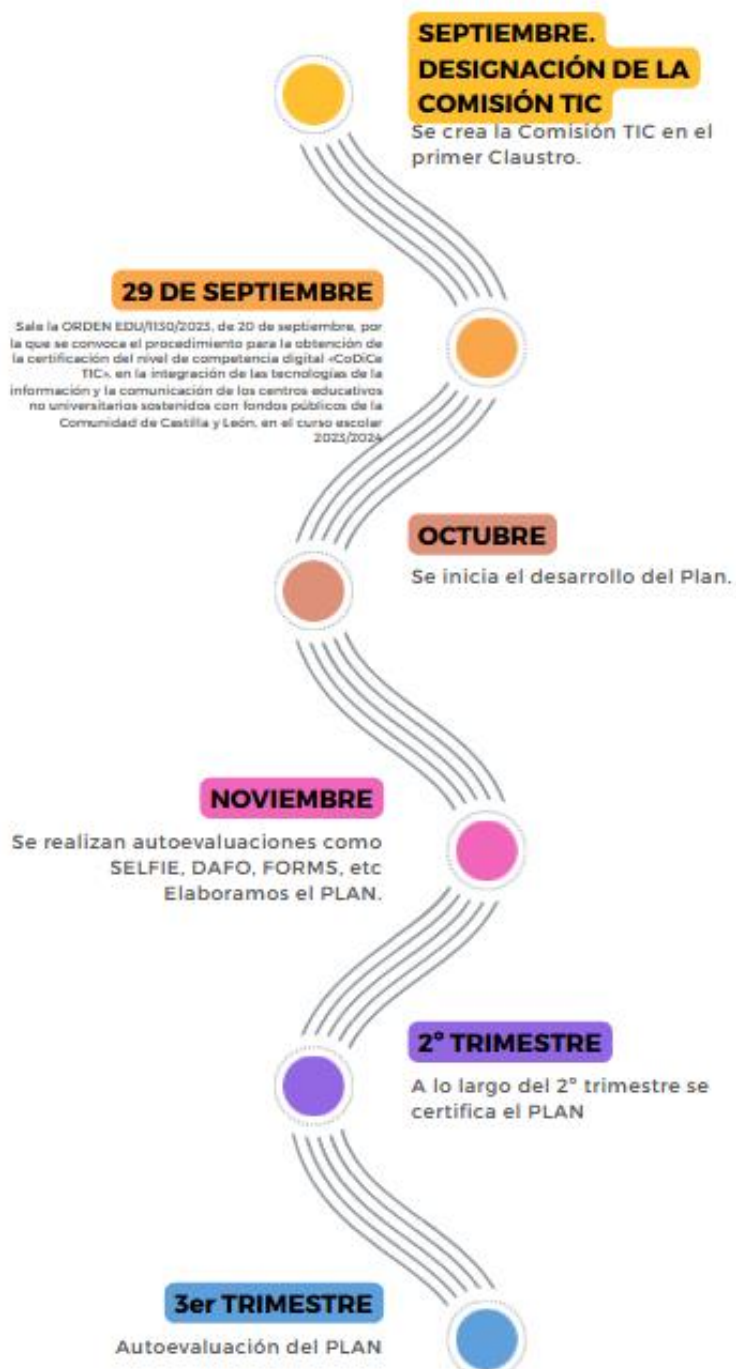 SEPTIEMBRE.
DESIGNACIÓN DE LA
COMISIÓN TIC
Se crea la Comisión TIC en el
primer Claustro.
29 DE SEPTIEMBRE
Sale la ORDEN EDU/1130/2023, de 20 de septiembre, por
la que se convoca el procedimiento para la obtención de
la certificación del nivel de competencia digital «CoDiCe
TIC», en la integración de las tecnologías de la
información y la comunicación de los centros educativos
no universitarios sostenidos con fondos públicos de la
Comunidad de Castilla y León, en el curso escolar
2023/2024
OCTUBRE
Se inicia el desarrollo del Plan.
NOVIEMBRE
Se realizan autoevaluaciones como
SELFIE, DAFO, FORMS, etc
Elaboramos el PLAN.
2º TRIMESTRE
A lo largo del 2º trimestre se
certifica el PLAN
3er TRIMESTRE
Autoevaluación del PLAN